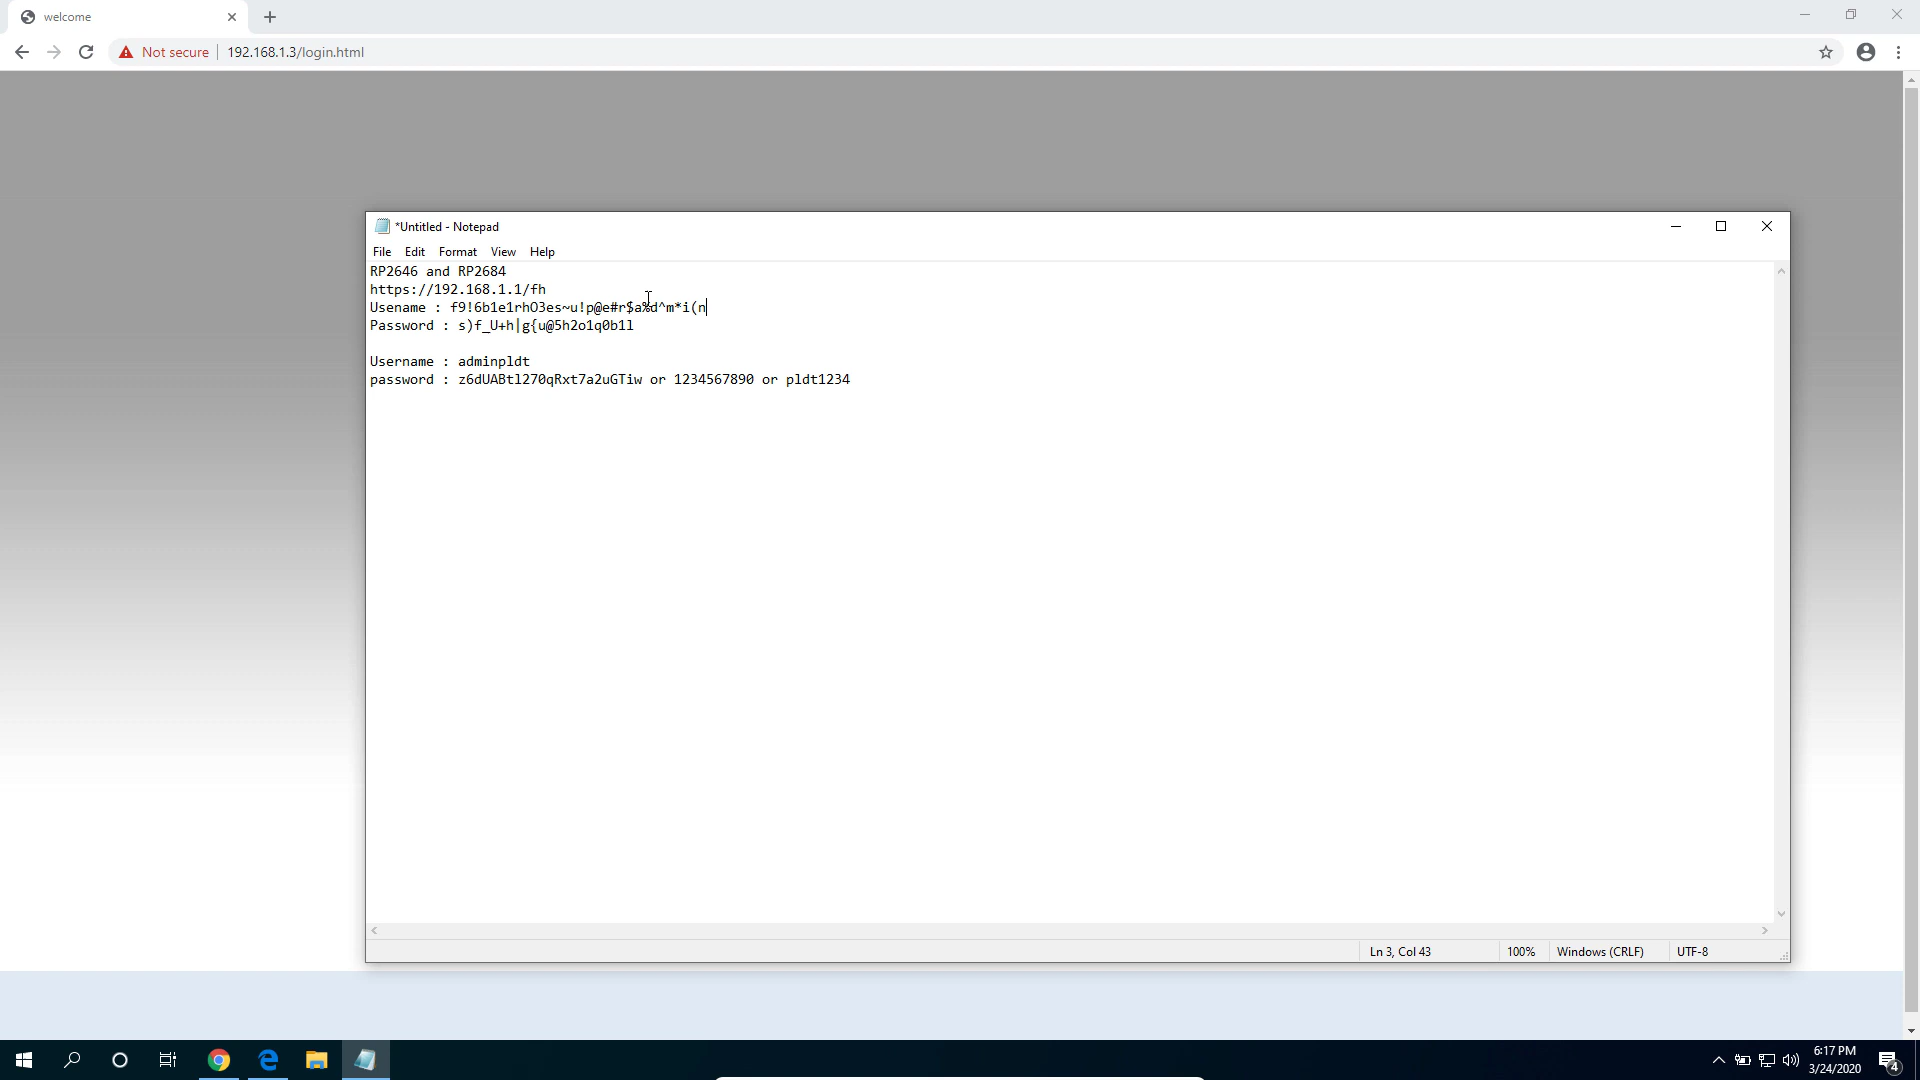 welcome
Not secure
192.168.1.3/login.html
*Untitled - Notepad
File Edit Format View Help
RP2646 and RP2684
https://192.168.1.1/fh
Usename : f9!6b1e1rhO3es~u!p@e#r$a%d^m*i(n
Password : s)f_U+h|g{u@5h2o1q0b1l
Username : adminpldt
password : z6dUABtl270qRxt7a2uGTiw or 1234567890 or pldt1234
Ln 3, Col 43
100%
Windows (CRLF)
UTF-8
6:17 PM
3/24/2020
4